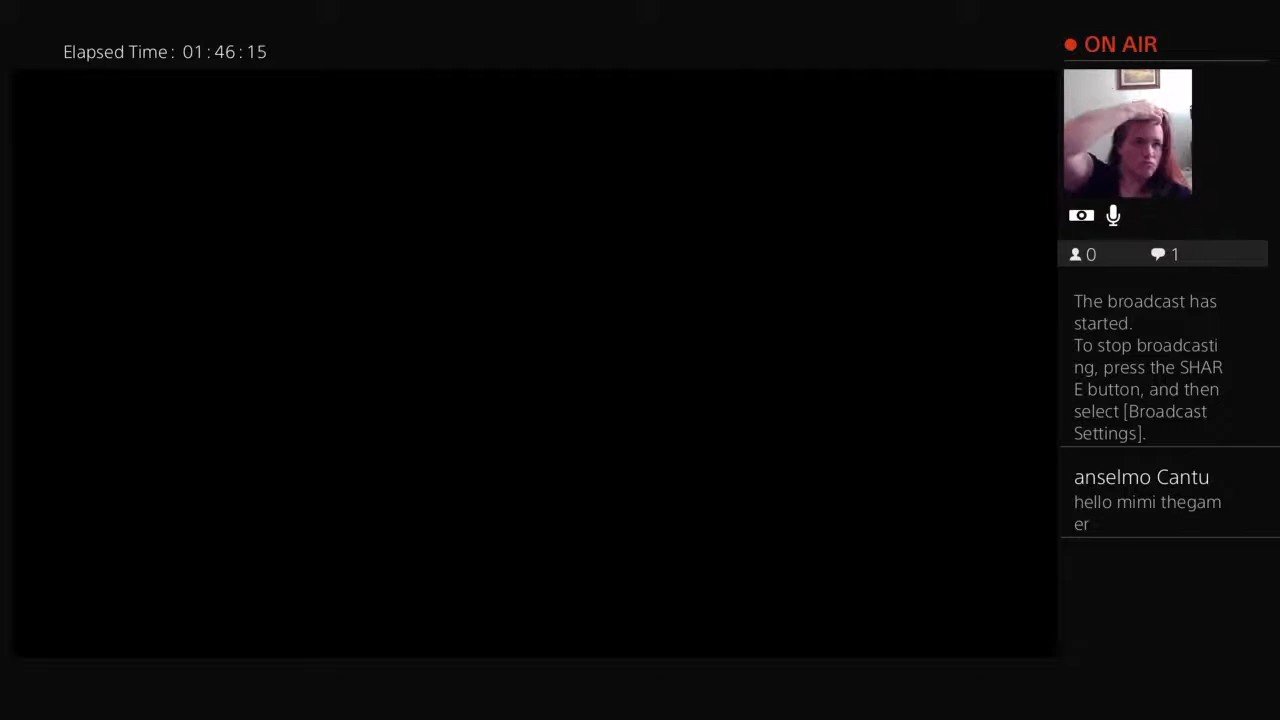 Elapsed Time: 01:46:15
ON AIR
0 1
The broadcast has
started.
To stop broadcasti
ng, press the SHAR
E button, and then
select [Broadcast
Settings].
anselmo Cantu
hello mimi thegam
er